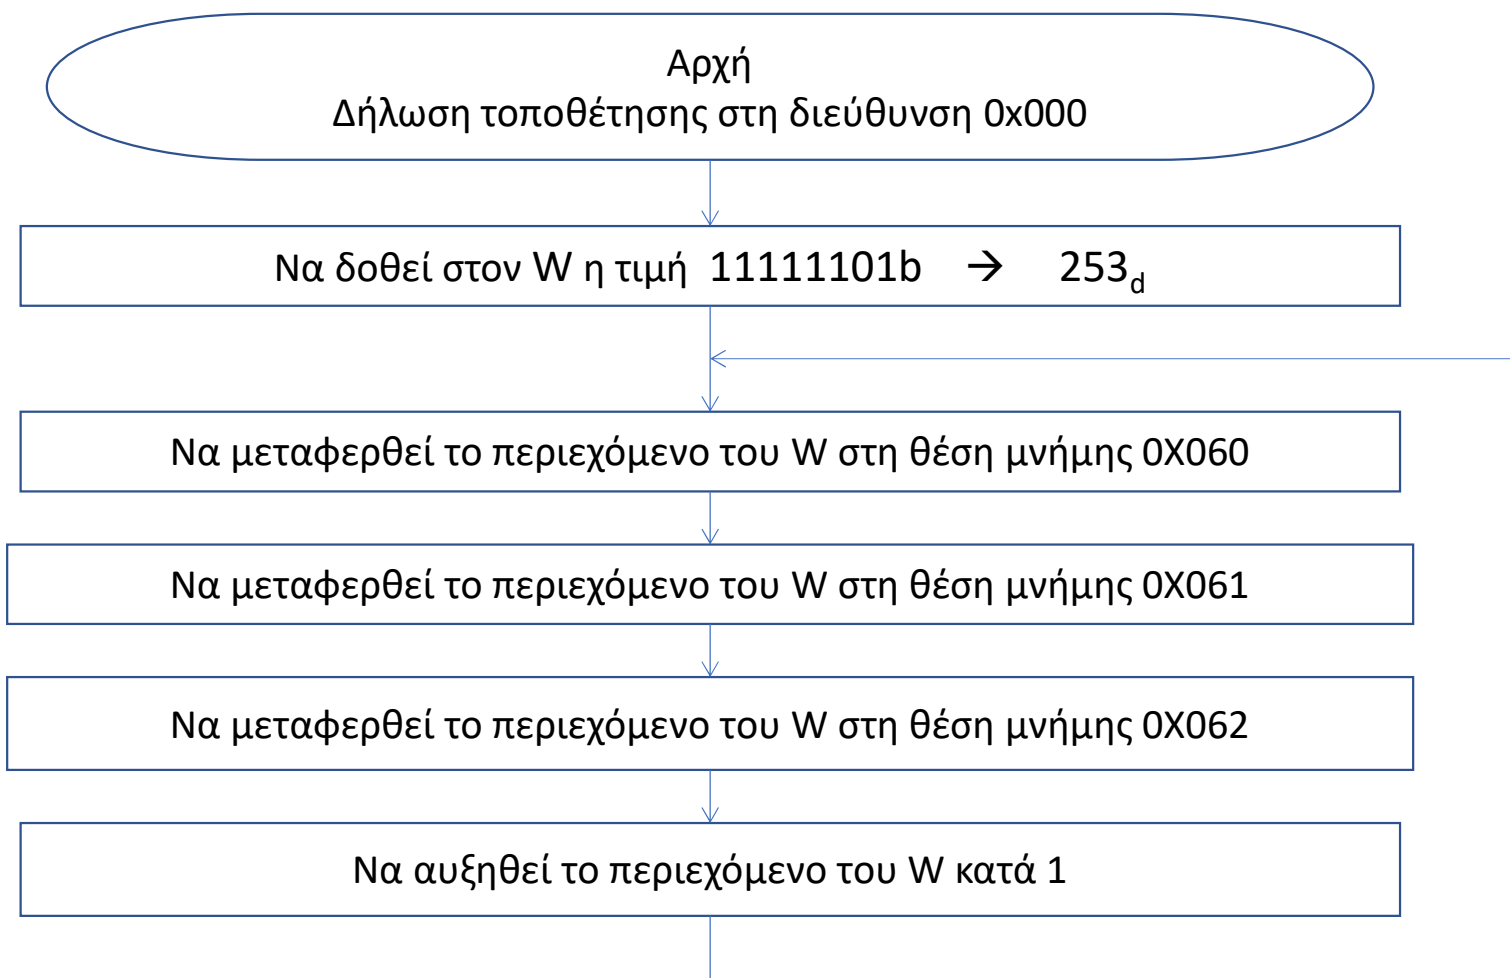 Αρχή
Δήλωση τοποθέτησης στη διεύθυνση 0x000
Να δοθεί στον W η τιμή 11111101b → 253d
Να μεταφερθεί το περιεχόμενο του W στη θέση μνήμης 0X060
Να μεταφερθεί το περιεχόμενο του W στη θέση μνήμης 0X061
Να μεταφερθεί το περιεχόμενο του W στη θέση μνήμης 0X062
Να αυξηθεί το περιεχόμενο του W κατά 1